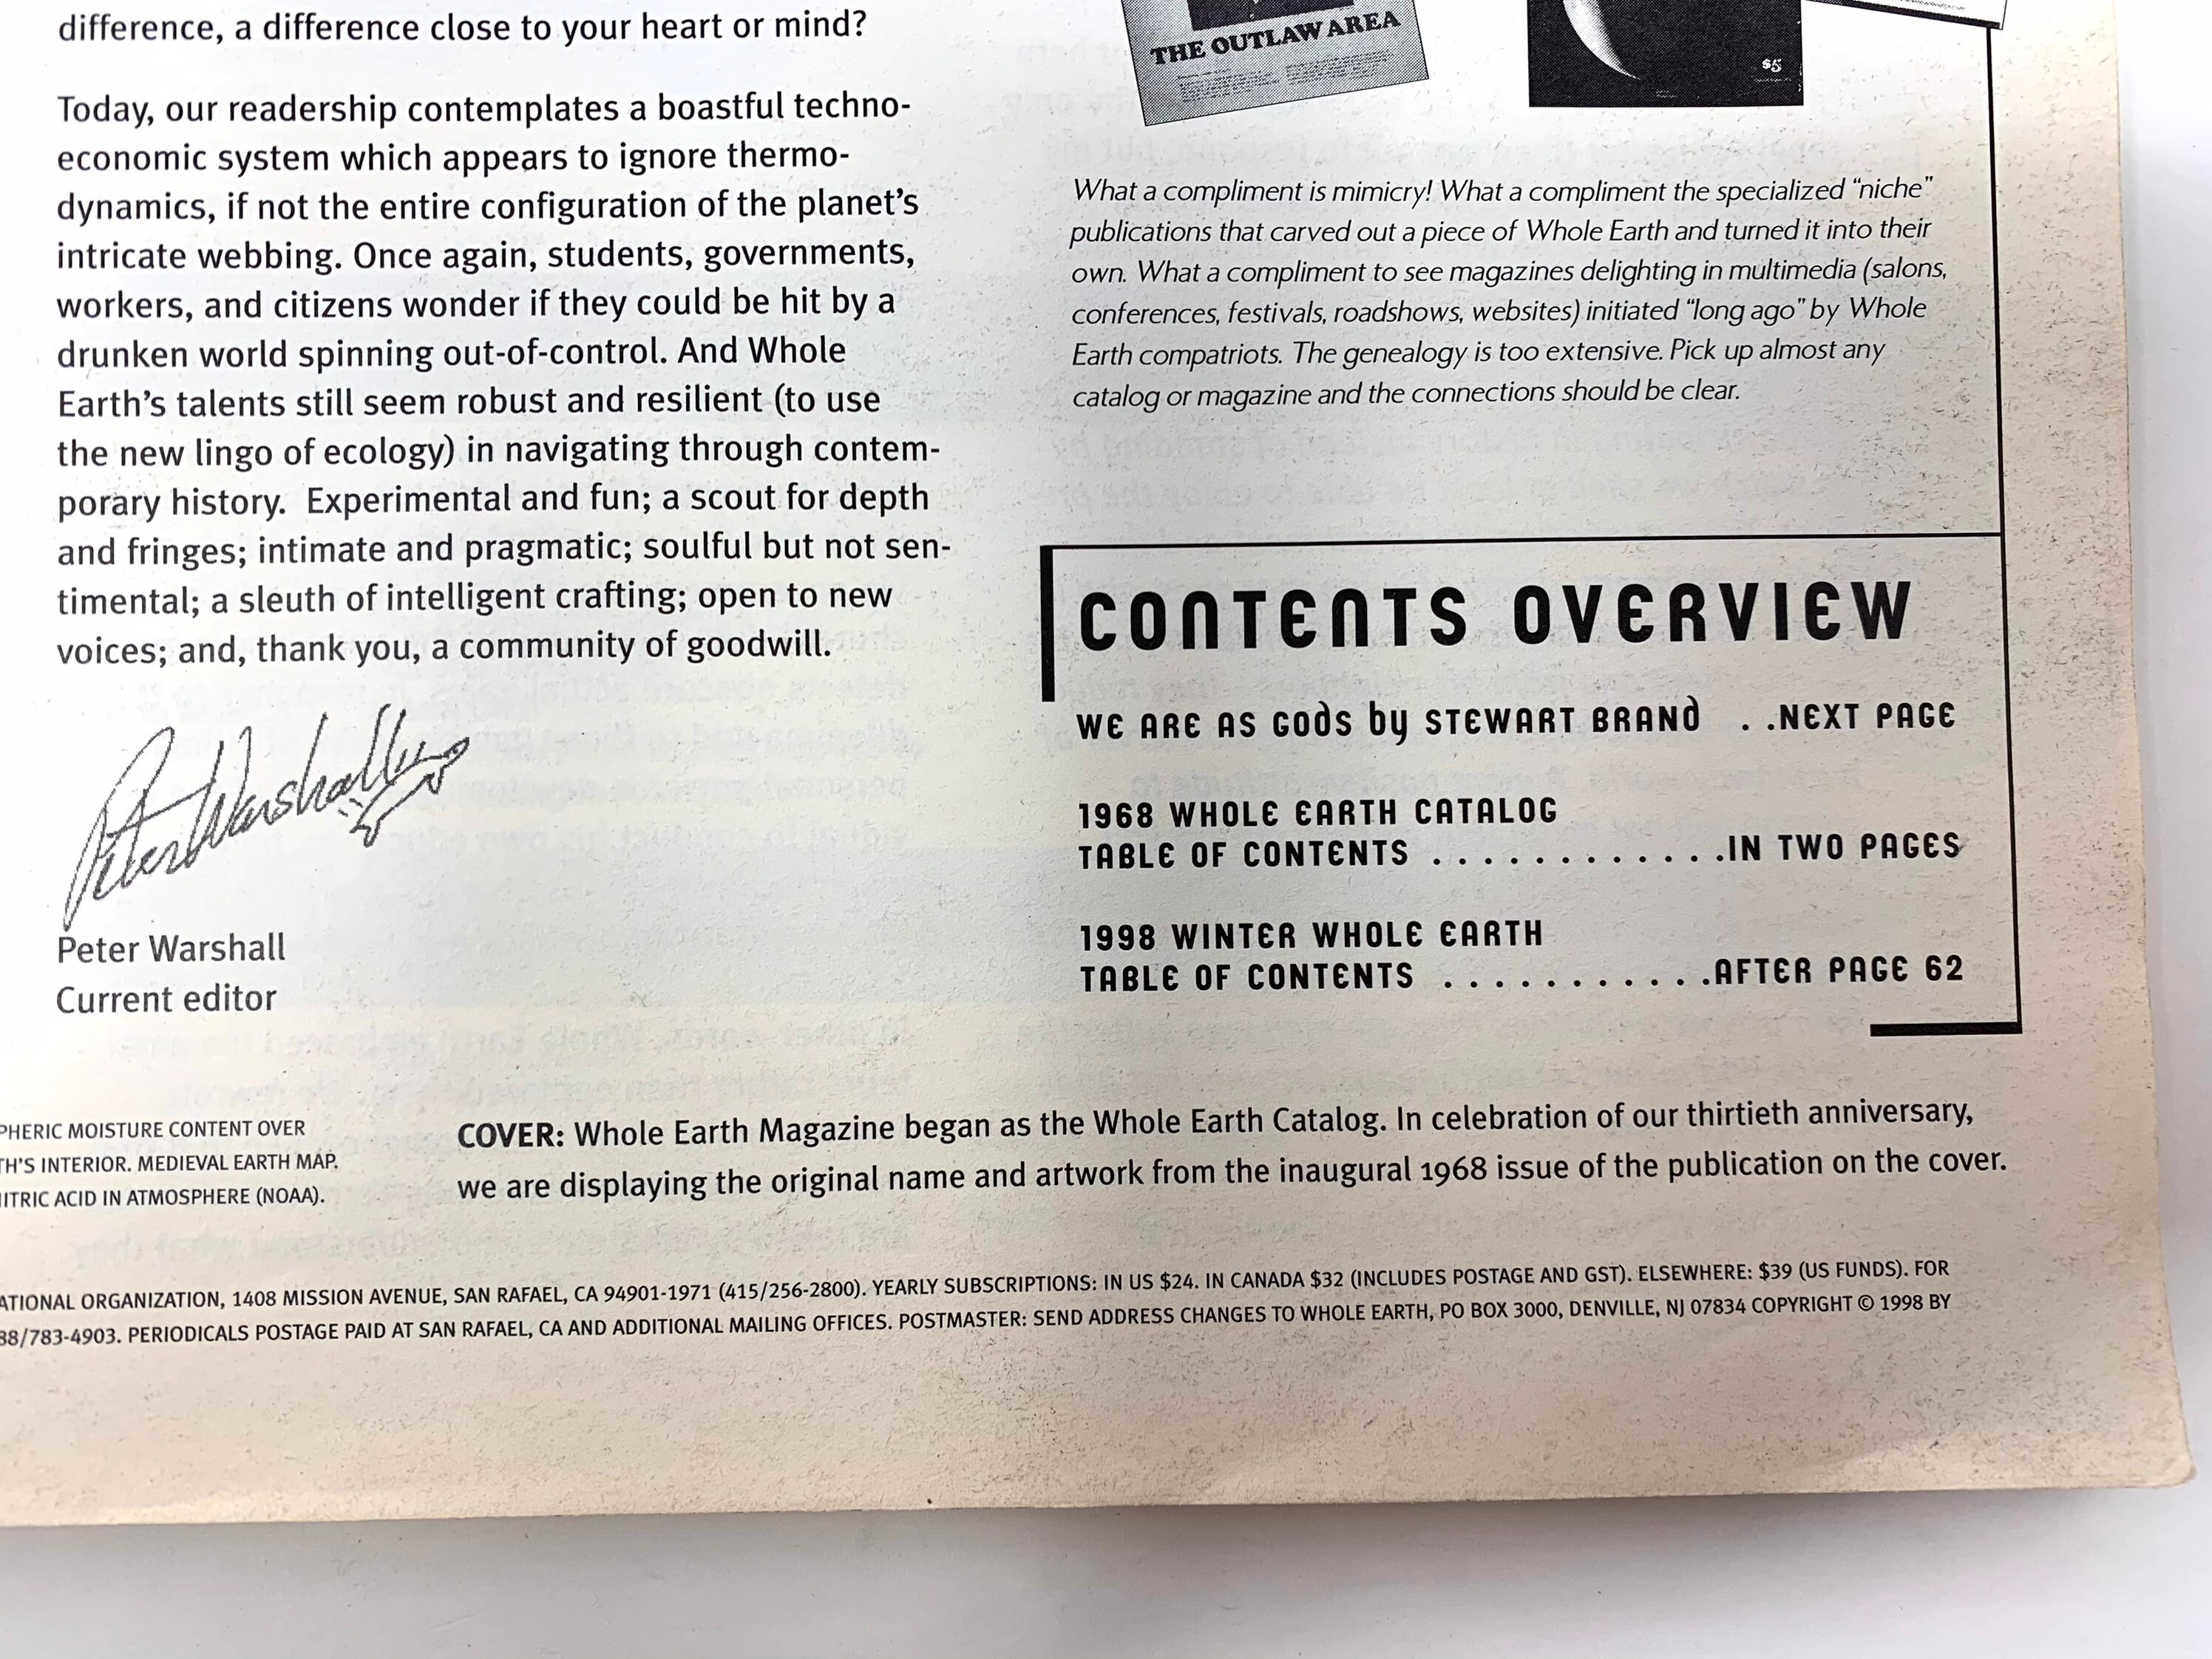 difference, a difference close to your heart or mind?
Today, our readership contemplates a boastful techno-
economic system which appears to ignore thermo-
dynamics, if not the entire configuration of the planet's
intricate webbing. Once again, students, governments,
workers, and citizens wonder if they could be hit by a
drunken world spinning out-of-control. And Whole
Earth's talents still seem robust and resilient (to use
the new lingo of ecology) in navigating through contem-
porary history. Experimental and fun; a scout for depth
and fringes; intimate and pragmatic; soulful but not sen-
timental; a sleuth of intelligent crafting; open to new
voices; and, thank you, a community of goodwill.
Peter Warshall
Peter Warshall
Current editor
THE OUTLAW AREA
$5
What a compliment is mimicry! What a compliment the specialized “niche”
publications that carved out a piece of Whole Earth and turned it into their
own. What a compliment to see magazines delighting in multimedia (salons,
conferences, festivals, roadshows, websites) initiated “long ago” by Whole
Earth compatriots. The genealogy is too extensive. Pick up almost any
catalog or magazine and the connections should be clear.
CONTENTS OVERVIEW
WE ARE AS GODS by STEWART BRAND . .NEXT PAGE
1968 WHOLE EARTH CATALOG
TABLE OF CONTENTS . . . . . . . . . . . .IN TWO PAGES
1998 WINTER WHOLE EARTH
TABLE OF CONTENTS . . . . . . . . . . .AFTER PAGE 62
PHERIC MOISTURE CONTENT OVER
TH'S INTERIOR. MEDIEVAL EARTH MAP.
ITRIC ACID IN ATMOSPHERE (NOAA).
COVER: Whole Earth Magazine began as the Whole Earth Catalog. In celebration of our thirtieth anniversary,
we are displaying the original name and artwork from the inaugural 1968 issue of the publication on the cover.
ATIONAL ORGANIZATION, 1408 MISSION AVENUE, SAN RAFAEL, CA 94901-1971 (415/256-2800). YEARLY SUBSCRIPTIONS: IN US $24. IN CANADA $32 (INCLUDES POSTAGE AND GST). ELSEWHERE: $39 (US FUNDS). FOR
88/783-4903. PERIODICALS POSTAGE PAID AT SAN RAFAEL, CA AND ADDITIONAL MAILING OFFICES. POSTMASTER: SEND ADDRESS CHANGES TO WHOLE EARTH, PO BOX 3000, DENVILLE, NJ 07834 COPYRIGHT © 1998 BY